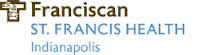 Franciscan
ST. FRANCIS HEALTH
Indianapolis